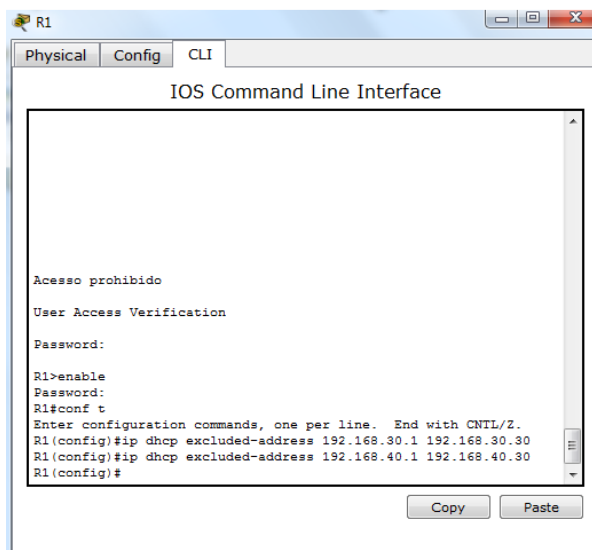 R1
Physical Config CLI
IOS Command Line Interface
Acesso prohibido
User Access Verification
Password:
R1>enable
Password:
R1#conf t
Enter configuration commands, one per line.  End with CNTL/Z.
R1(config)#ip dhcp excluded-address 192.168.30.1 192.168.30.30
R1(config)#ip dhcp excluded-address 192.168.40.1 192.168.40.30
R1(config)#
Copy Paste